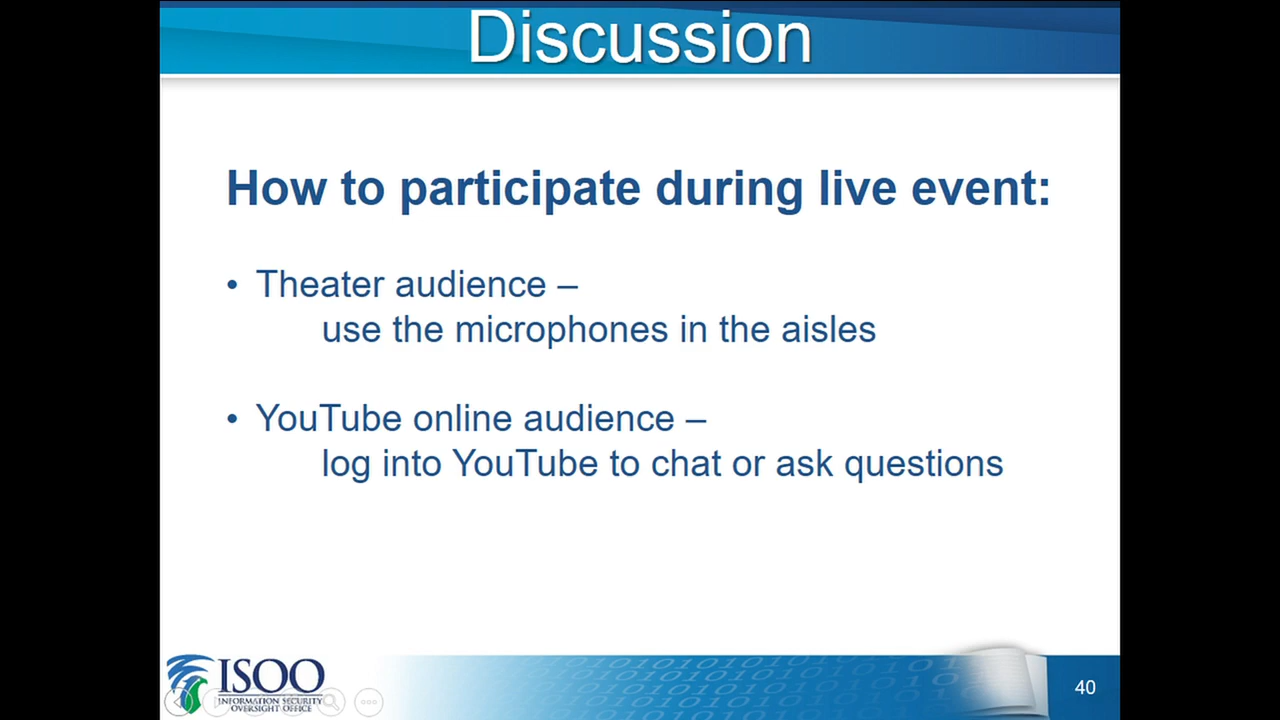 Discussion
How to participate during live event:
• Theater audience –
use the microphones in the aisles
• YouTube online audience –
log into YouTube to chat or ask questions
ISOO
INFORMATION SECURITY
OVERSIGHT OFFICE
40